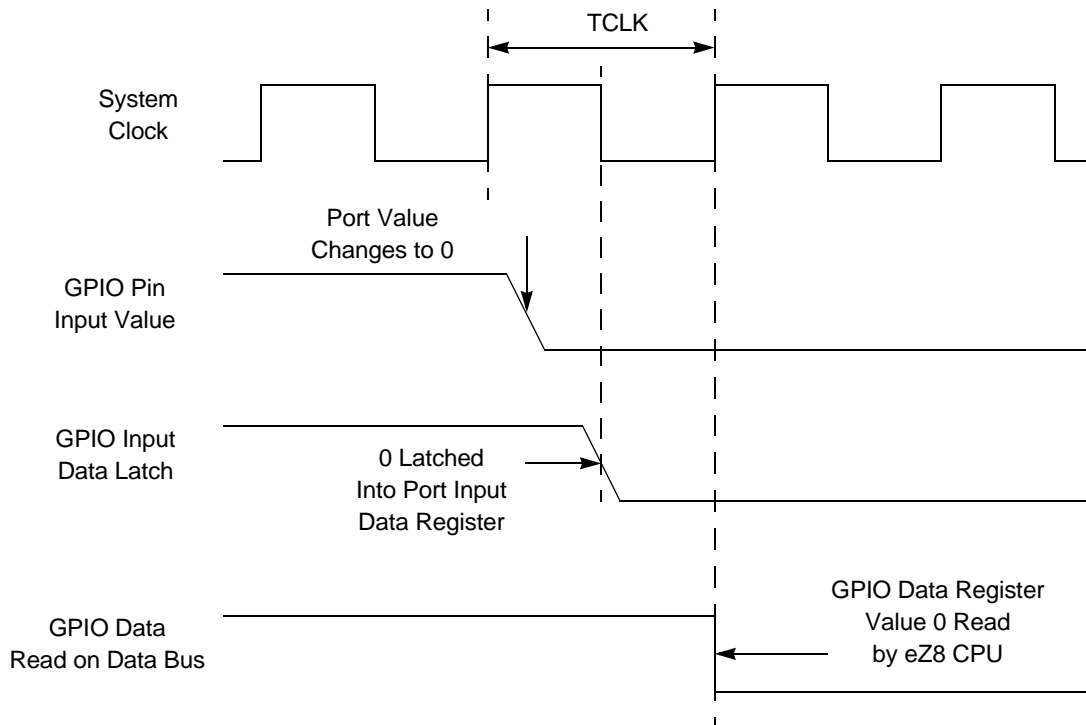 TCLK
System
Clock
Port Value
Changes to 0
GPIO Pin
Input Value
GPIO Input
Data Latch
0 Latched
Into Port Input
Data Register
GPIO Data Register
Value 0 Read
by eZ8 CPU
GPIO Data
Read on Data Bus